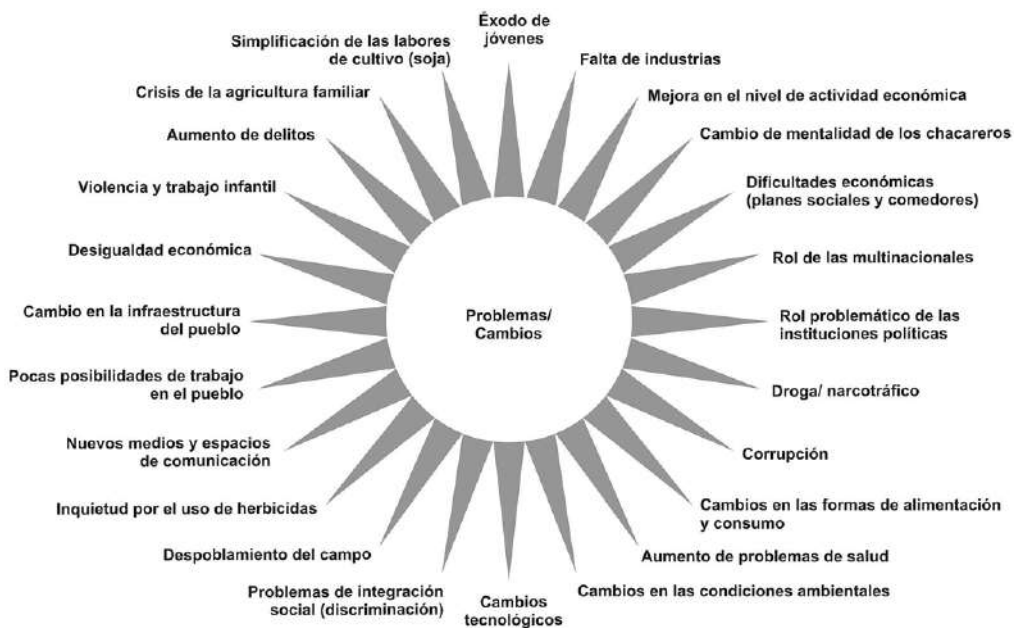 Éxodo de
jóvenes
Falta de industrias
Mejora en el nivel de actividad económica
Cambio de mentalidad de los chacareros
Dificultades económicas
(planes sociales y comedores)
Rol de las multinacionales
Rol problemático de las
instituciones políticas
Droga/ narcotráfico
Corrupción
Cambios en las formas de alimentación
y consumo
Aumento de problemas de salud
Cambios en las condiciones ambientales
Cambios
tecnológicos
Problemas de integración
social (discriminación)
Despoblamiento del campo
Inquietud por el uso de herbicidas
Nuevos medios y espacios
de comunicación
Pocas posibilidades de trabajo
en el pueblo
Cambio en la infraestructura
del pueblo
Desigualdad económica
Violencia y trabajo infantil
Aumento de delitos
Crisis de la agricultura familiar
Simplificación de las labores
de cultivo (soja)
Problemas/
Cambios